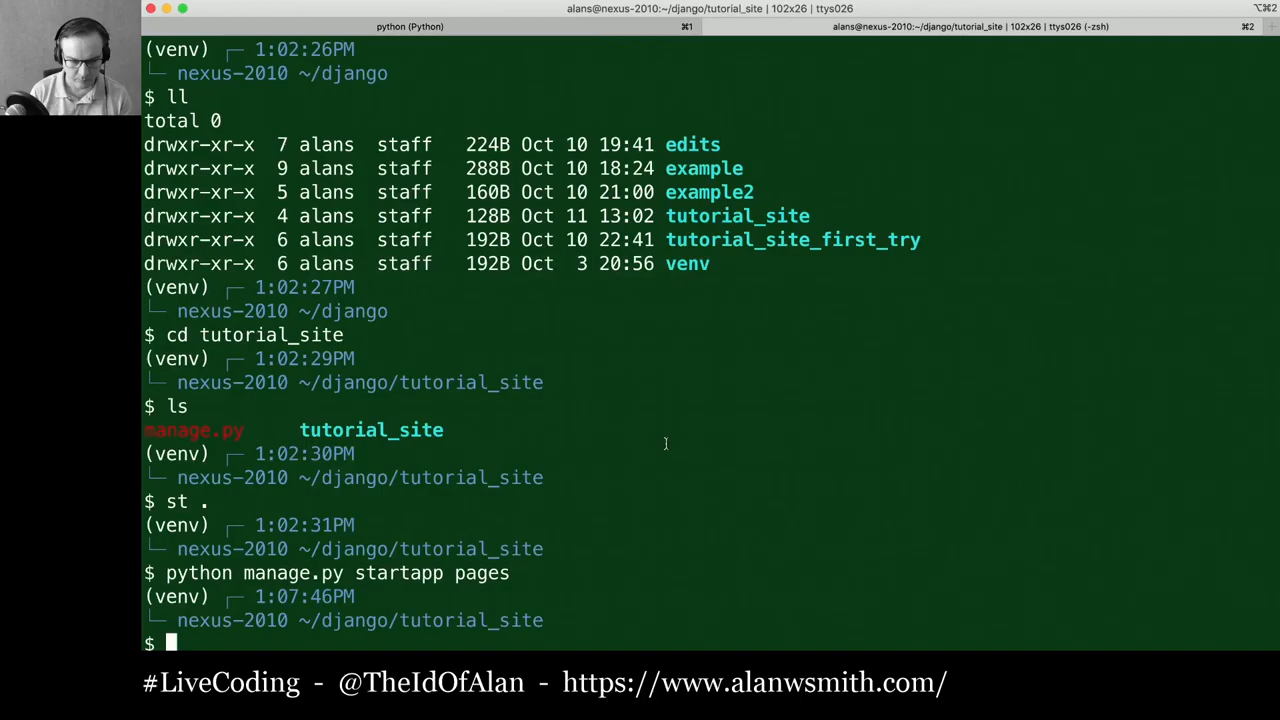 alans@nexus-2010:~/django/tutorial_site | 102x26 | ttys026
⌥⌘2
python (Python) ⌘1 alans@nexus-2010:~/django/tutorial_site | 102x26 | ttys026 (-zsh) ⌘2
(venv) ┌─ 1:02:26PM
└─ nexus-2010 ~/django
$ ll
total 0
drwxr-xr-x 7 alans staff 224B Oct 10 19:41 edits
drwxr-xr-x 9 alans staff 288B Oct 10 18:24 example
drwxr-xr-x 5 alans staff 160B Oct 10 21:00 example2
drwxr-xr-x 4 alans staff 128B Oct 11 13:02 tutorial_site
drwxr-xr-x 6 alans staff 192B Oct 10 22:41 tutorial_site_first_try
drwxr-xr-x 6 alans staff 192B Oct 3 20:56 venv
(venv) ┌─ 1:02:27PM
└─ nexus-2010 ~/django
$ cd tutorial_site
(venv) ┌─ 1:02:29PM
└─ nexus-2010 ~/django/tutorial_site
$ ls
manage.py tutorial_site
(venv) ┌─ 1:02:30PM
└─ nexus-2010 ~/django/tutorial_site
$ st .
(venv) ┌─ 1:02:31PM
└─ nexus-2010 ~/django/tutorial_site
$ python manage.py startapp pages
(venv) ┌─ 1:07:46PM
└─ nexus-2010 ~/django/tutorial_site
$
#LiveCoding - @TheIdOfAlan - https://www.alanwsmith.com/